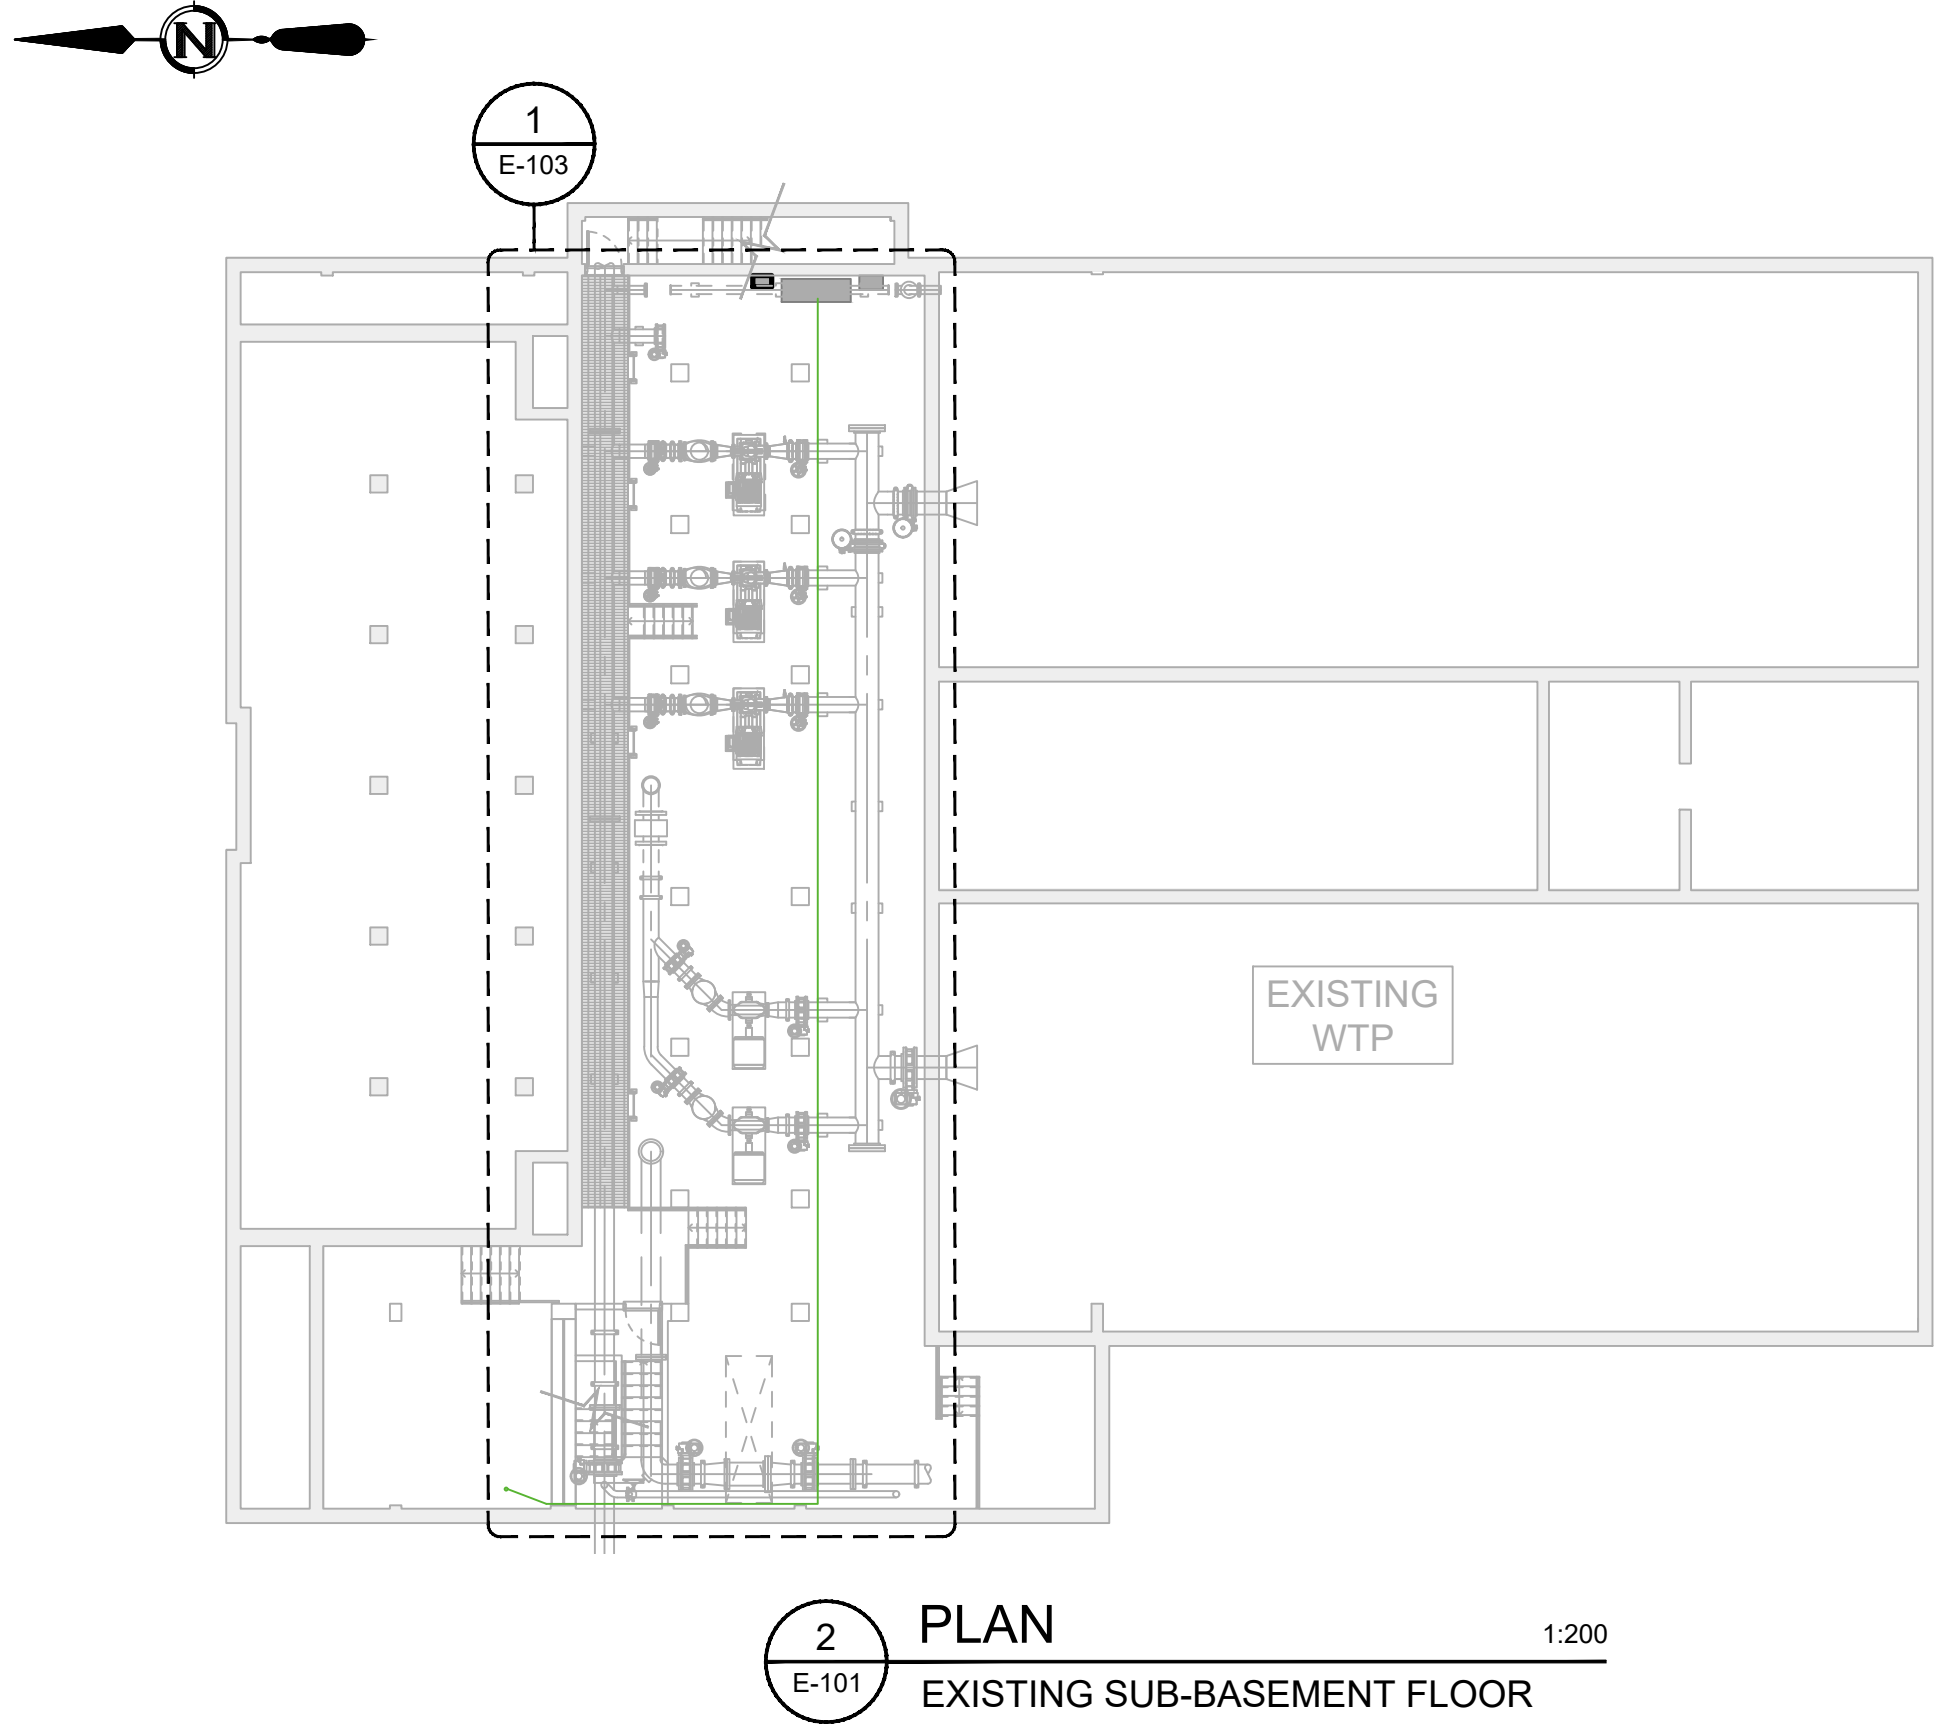 N
1
E-103
EXISTING
WTP
2
E-101
PLAN
1:200
EXISTING SUB-BASEMENT FLOOR